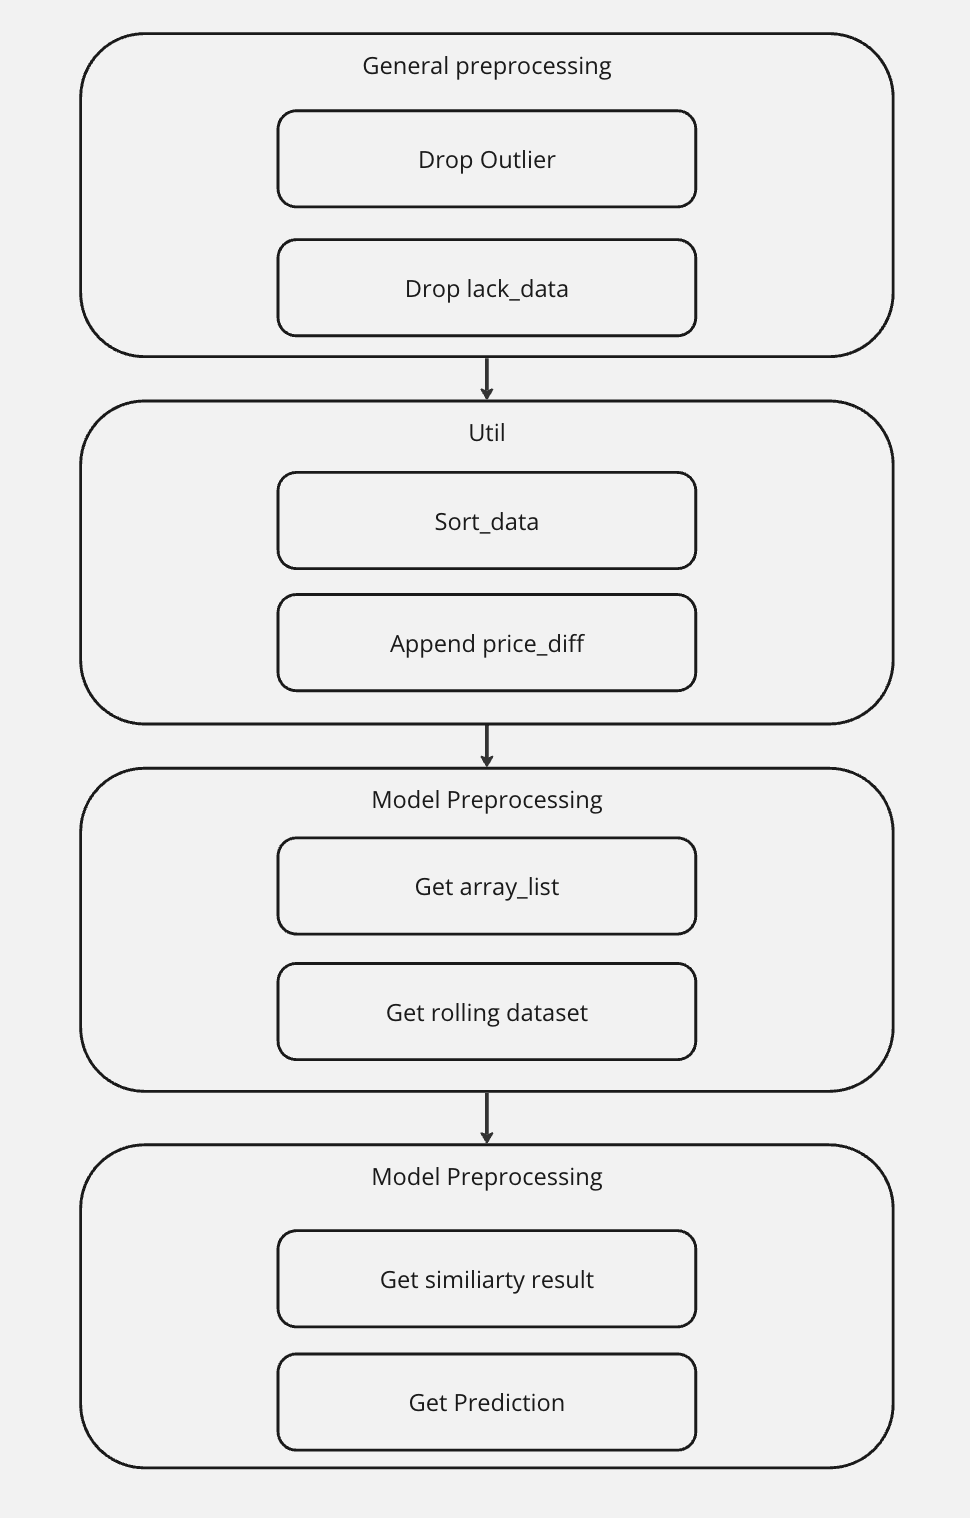 General preprocessing
Drop Outlier
Drop lack_data
Util
Sort_data
Append price_diff
Model Preprocessing
Get array_list
Get rolling dataset
Model Preprocessing
Get similiarty result
Get Prediction